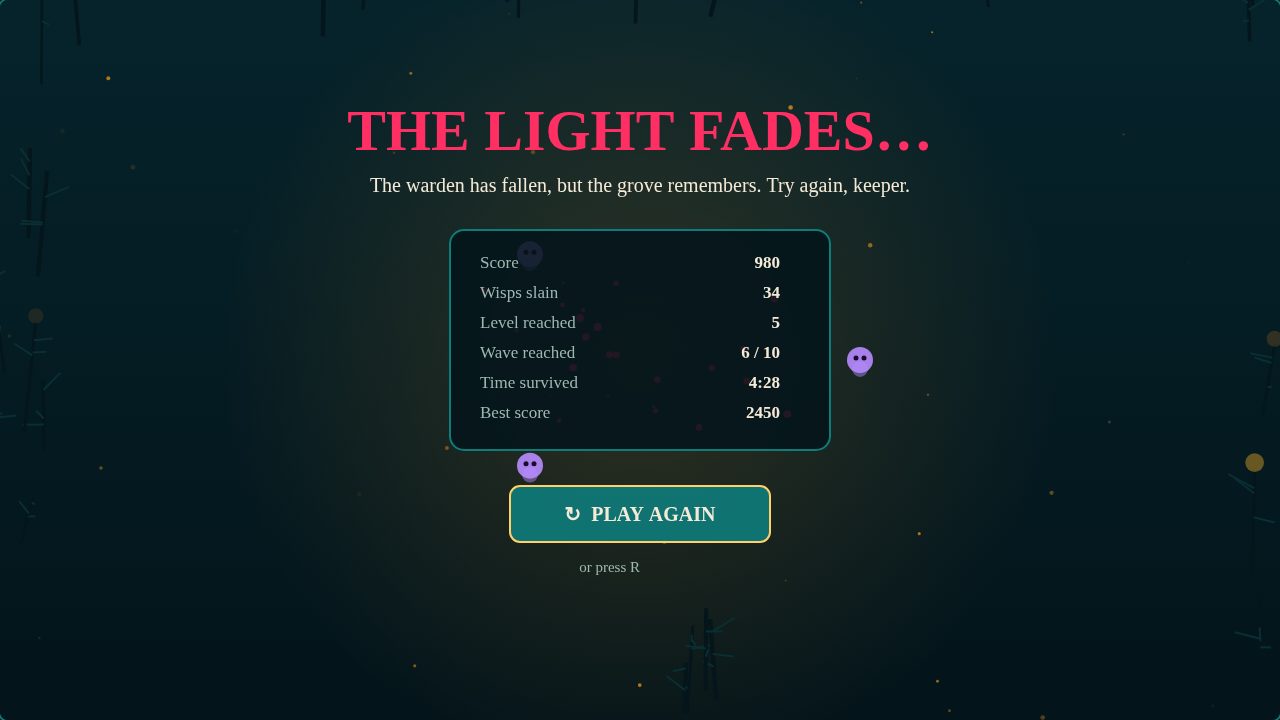 THE LIGHT FADES…
The warden has fallen, but the grove remembers. Try again, keeper.
Score 980
Wisps slain 34
Level reached 5
Wave reached 6 / 10
Time survived 4:28
Best score 2450
↻ PLAY AGAIN
or press R